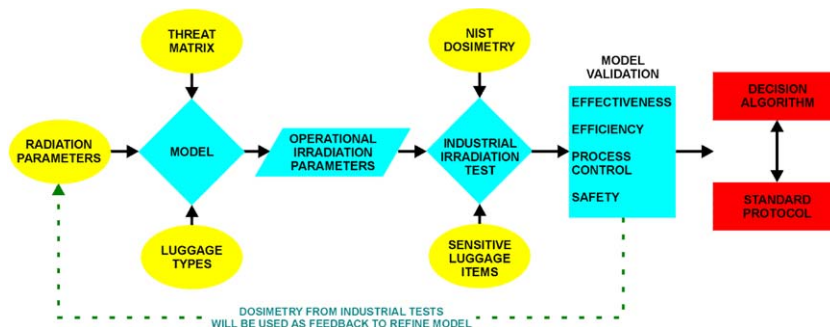 THREAT
MATRIX
NIST
DOSIMETRY
MODEL
VALIDATION
RADIATION
PARAMETERS
MODEL
OPERATIONAL
IRRADIATION
PARAMETERS
INDUSTRIAL
IRRADIATION
TEST
EFFECTIVENESS
EFFICIENCY
PROCESS
CONTROL
SAFETY
DECISION
ALGORITHM
STANDARD
PROTOCOL
LUGGAGE
TYPES
SENSITIVE
LUGGAGE
ITEMS
DOSIMETRY FROM INDUSTRIAL TESTS
WILL BE USED AS FEEDBACK TO REFINE MODEL